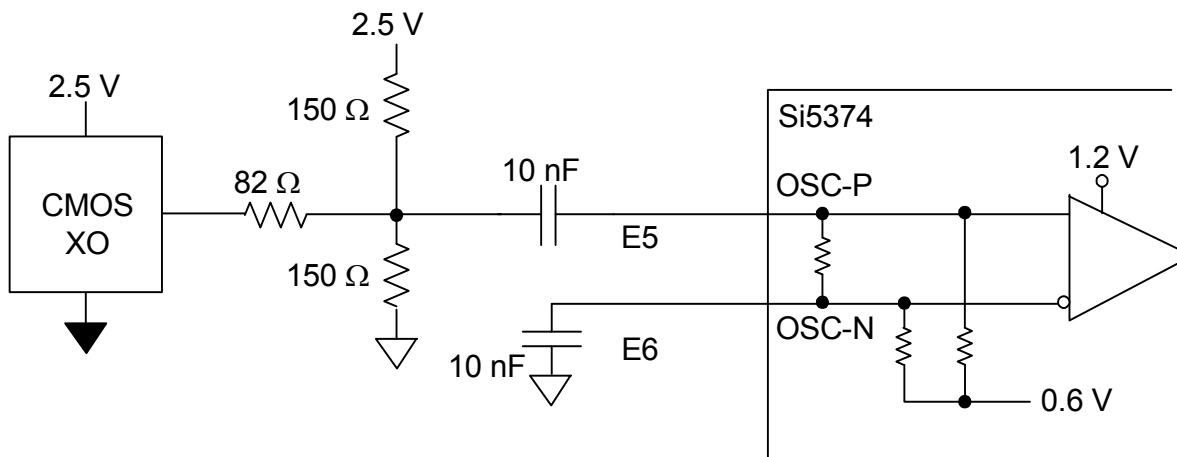 2.5 V
2.5 V
150 Ω
Si5374
10 nF
1.2 V
82 Ω
OSC-P
CMOS
XO
E5
150 Ω
OSC-N
10 nF
E6
0.6 V